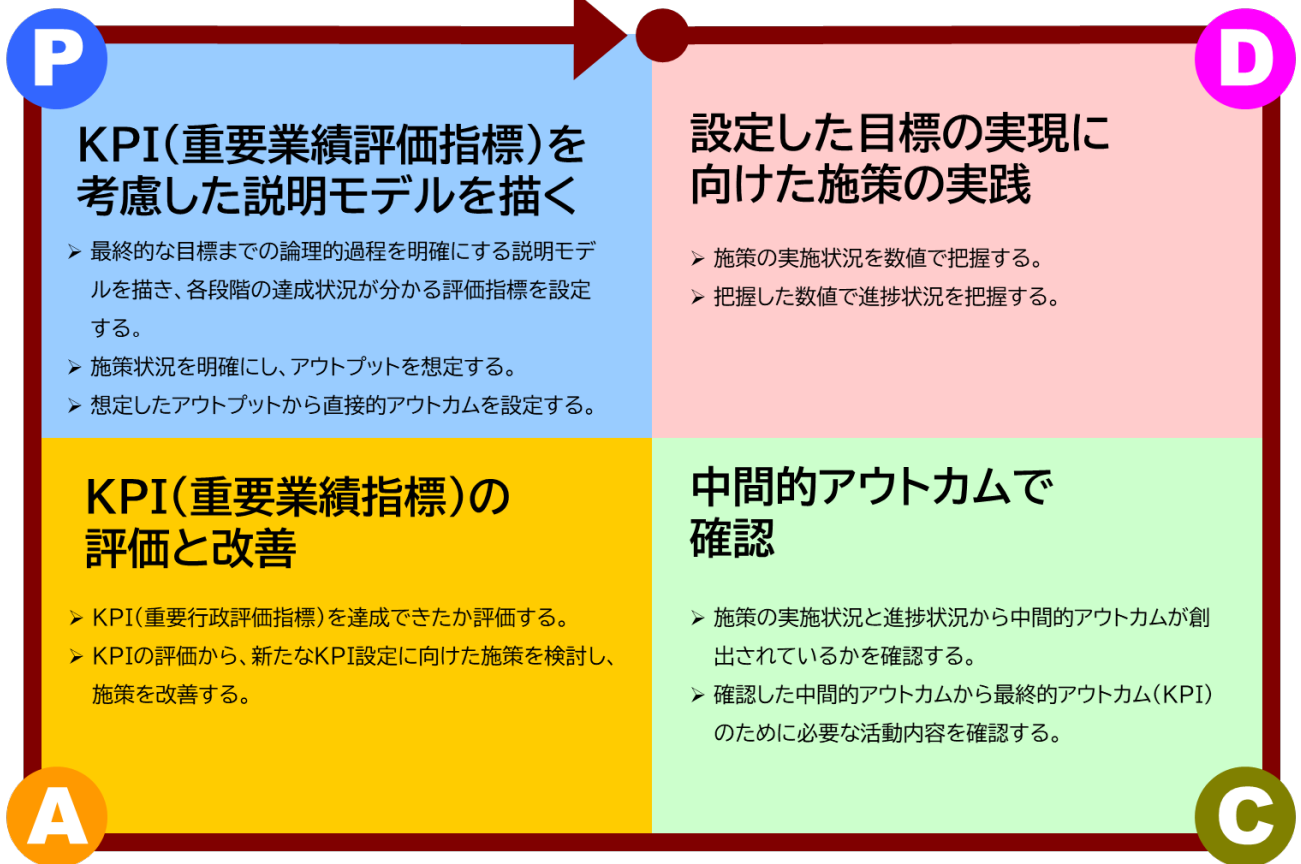 P
KPI(重要業績評価指標)を
考慮した説明モデルを描く
➢ 最終的な目標までの論理的過程を明確にする説明モデ
ルを描き、各段階の達成状況が分かる評価指標を設定
する。
➢ 施策状況を明確にし、アウトプットを想定する。
➢ 想定したアウトプットから直接的アウトカムを設定する。
D
設定した目標の実現に
向けた施策の実践
➢ 施策の実施状況を数値で把握する。
➢ 把握した数値で進捗状況を把握する。
KPI(重要業績指標)の
評価と改善
➢ KPI(重要行政評価指標)を達成できたか評価する。
➢ KPIの評価から、新たなKPI設定に向けた施策を検討し、
施策を改善する。
A
中間的アウトカムで
確認
➢ 施策の実施状況と進捗状況から中間的アウトカムが創
出されているかを確認する。
➢ 確認した中間的アウトカムから最終的アウトカム(KPI)
のために必要な活動内容を確認する。
C